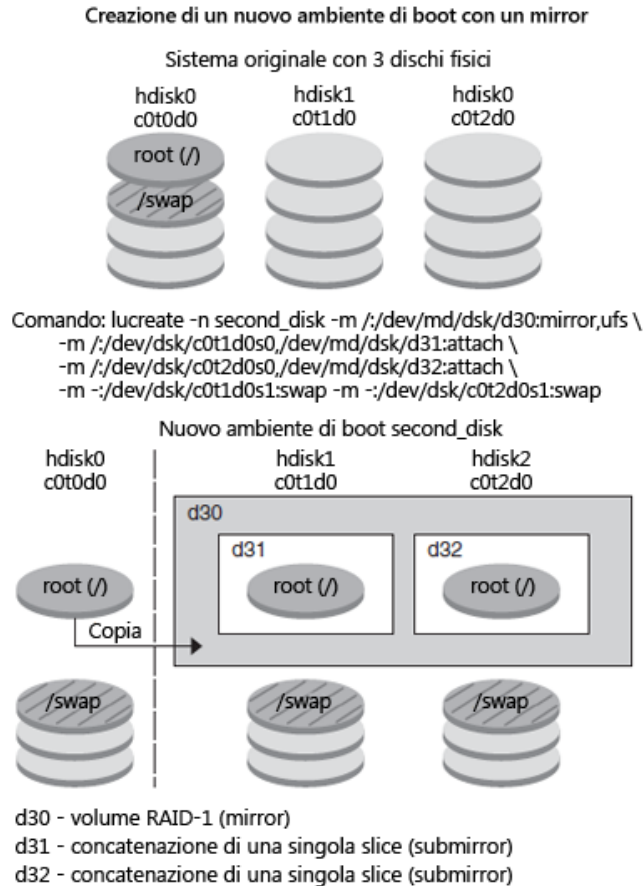 Creazione di un nuovo ambiente di boot con un mirror
Sistema originale con 3 dischi fisici
hdisk0 hdisk1 hdisk0
c0t0d0 c0t1d0 c0t2d0
root (/)
/swap
Comando: lucreate -n second_disk -m /:/dev/md/dsk/d30:mirror,ufs \
-m /:/dev/dsk/c0t1d0s0,/dev/md/dsk/d31:attach \
-m /:/dev/dsk/c0t2d0s0,/dev/md/dsk/d32:attach \
-m -:/dev/dsk/c0t1d0s1:swap -m -:/dev/dsk/c0t2d0s1:swap
Nuovo ambiente di boot second_disk
hdisk0 hdisk1 hdisk2
c0t0d0 c0t1d0 c0t2d0
d30
d31 d32
root (/) root (/) root (/)
Copia
/swap /swap /swap
d30 - volume RAID-1 (mirror)
d31 - concatenazione di una singola slice (submirror)
d32 - concatenazione di una singola slice (submirror)